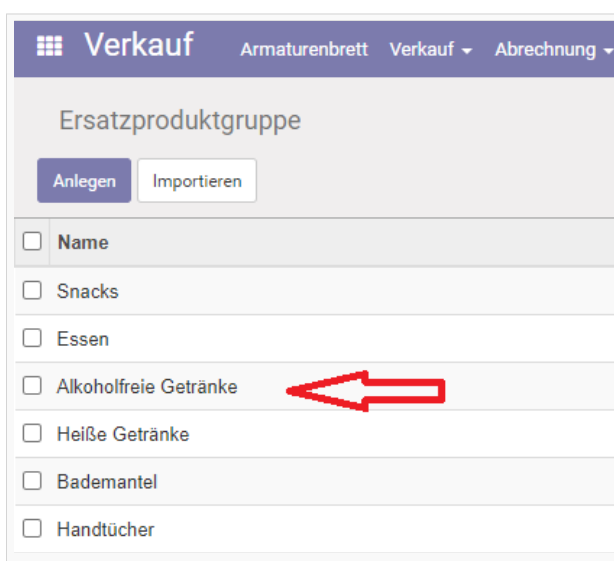 Verkauf Armaturenbrett Verkauf Abrechnung
Ersatzproduktgruppe
Anlegen Importieren
Name
Snacks
Essen
Alkoholfreie Getränke
Heiße Getränke
Bademantel
Handtücher